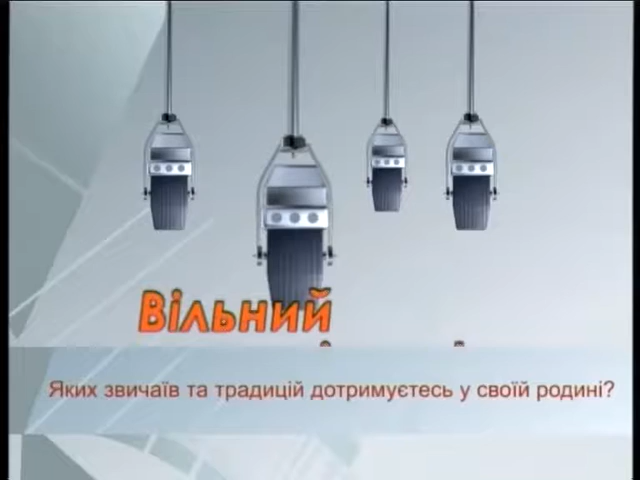 Вільний
Яких звичаїв та традицій дотримуєтесь у своїй родині?